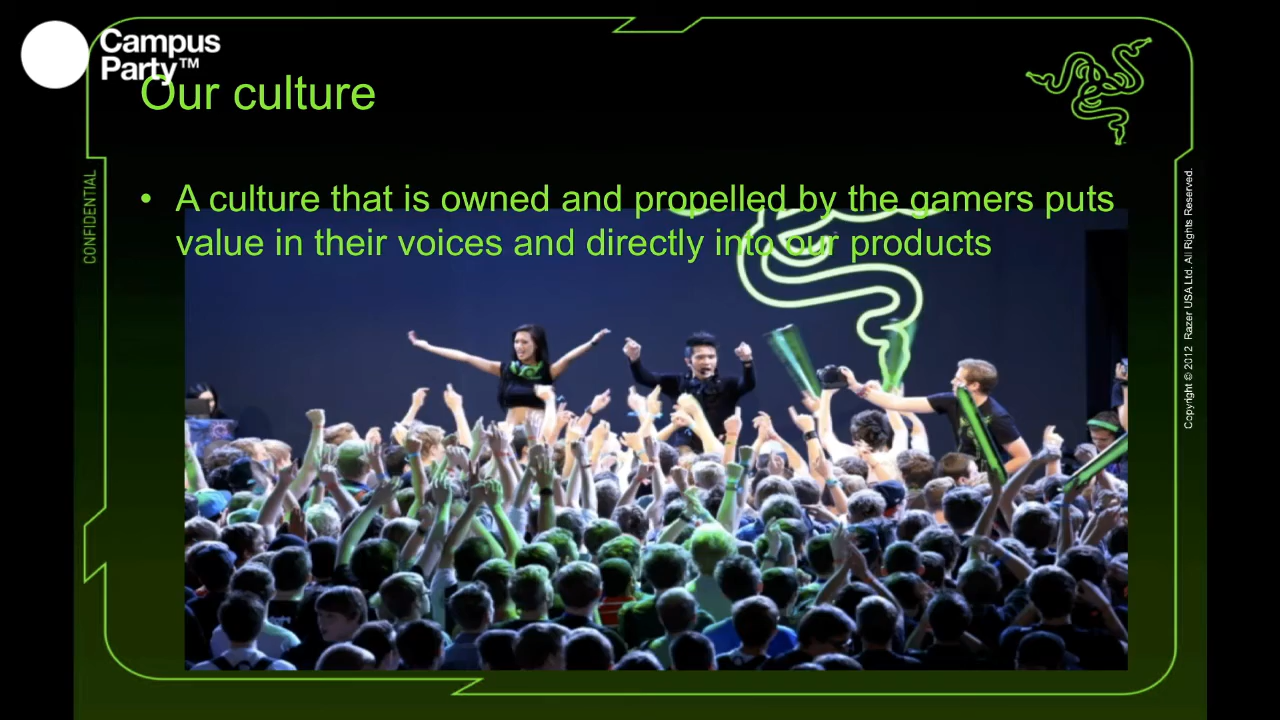 Campus
Party™
Our culture
• A culture that is owned and propelled by the gamers puts
value in their voices and directly into our products
CONFIDENTIAL
Copyright © 2012 Razer USA Ltd. All Rights Reserved.